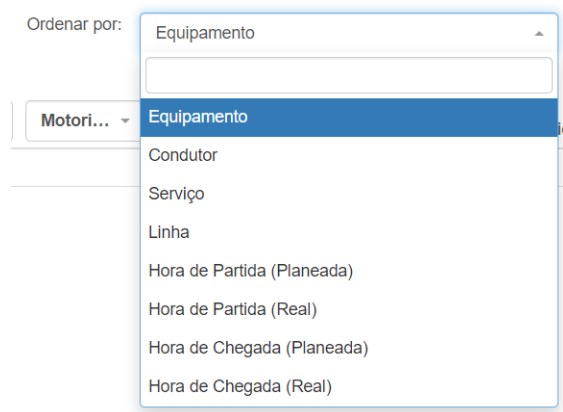 Ordenar por:
Equipamento
Motori...
Equipamento
Condutor
Serviço
Linha
Hora de Partida (Planeada)
Hora de Partida (Real)
Hora de Chegada (Planeada)
Hora de Chegada (Real)